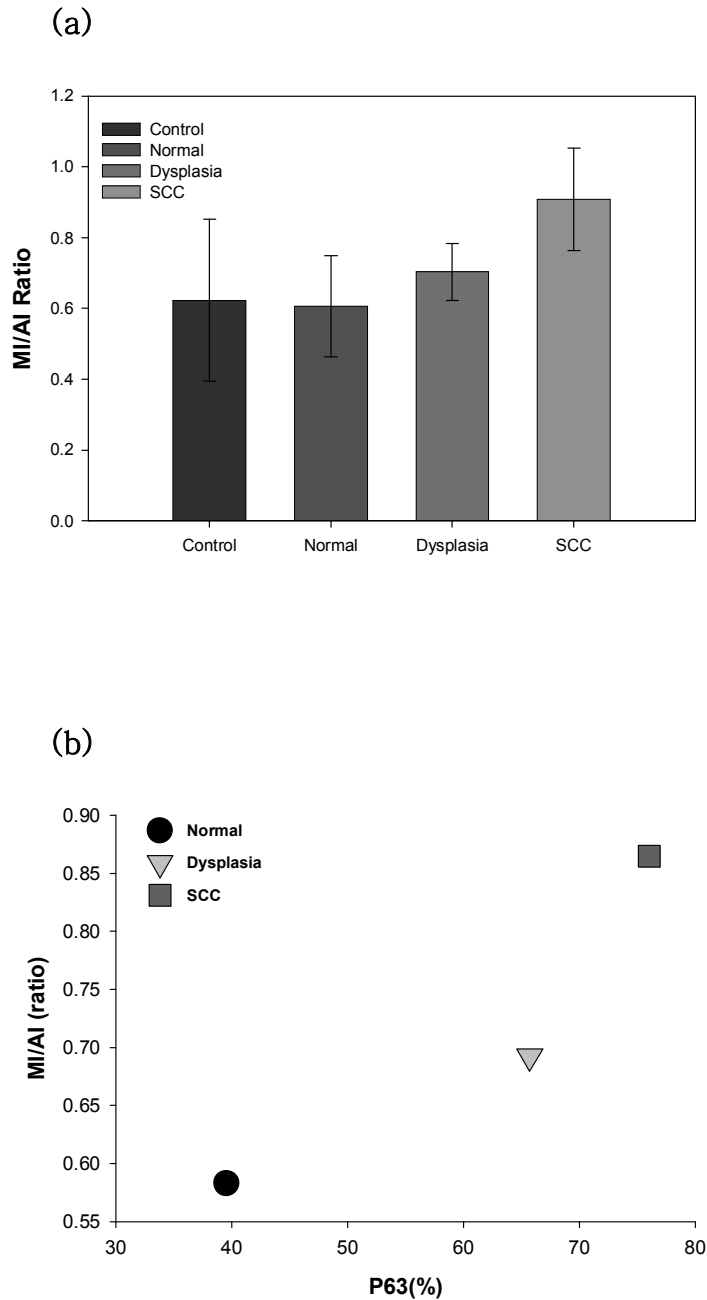 (a)
1.2
1.0
0.8
0.6
0.4
0.2
0.0
MI/AI Ratio
Control
Normal
Dysplasia
SCC
Control Normal Dysplasia SCC
(b)
0.90
0.85
0.80
0.75
0.70
0.65
0.60
0.55
MI/AI (ratio)
Normal
Dysplasia
SCC
30 40 50 60 70 80
P63(%)